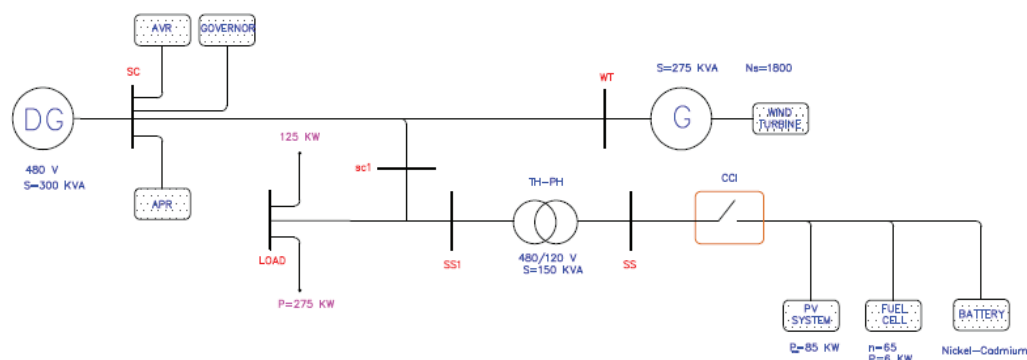 AVR
GOVERNOR
SC
S=275 KVA
Ns=1800
WT
DG
G
WIND
TURBINE
125 KW
480 V
S=300 KVA
sc1
TH-PH
CCI
APR
LOAD
SS1
480/120 V
S=150 KVA
SS
P=275 KW
PV
SYSTEM
FUEL
CELL
BATTERY
P=85 KW
n=65
P=6 KW
Nickel-Cadmium